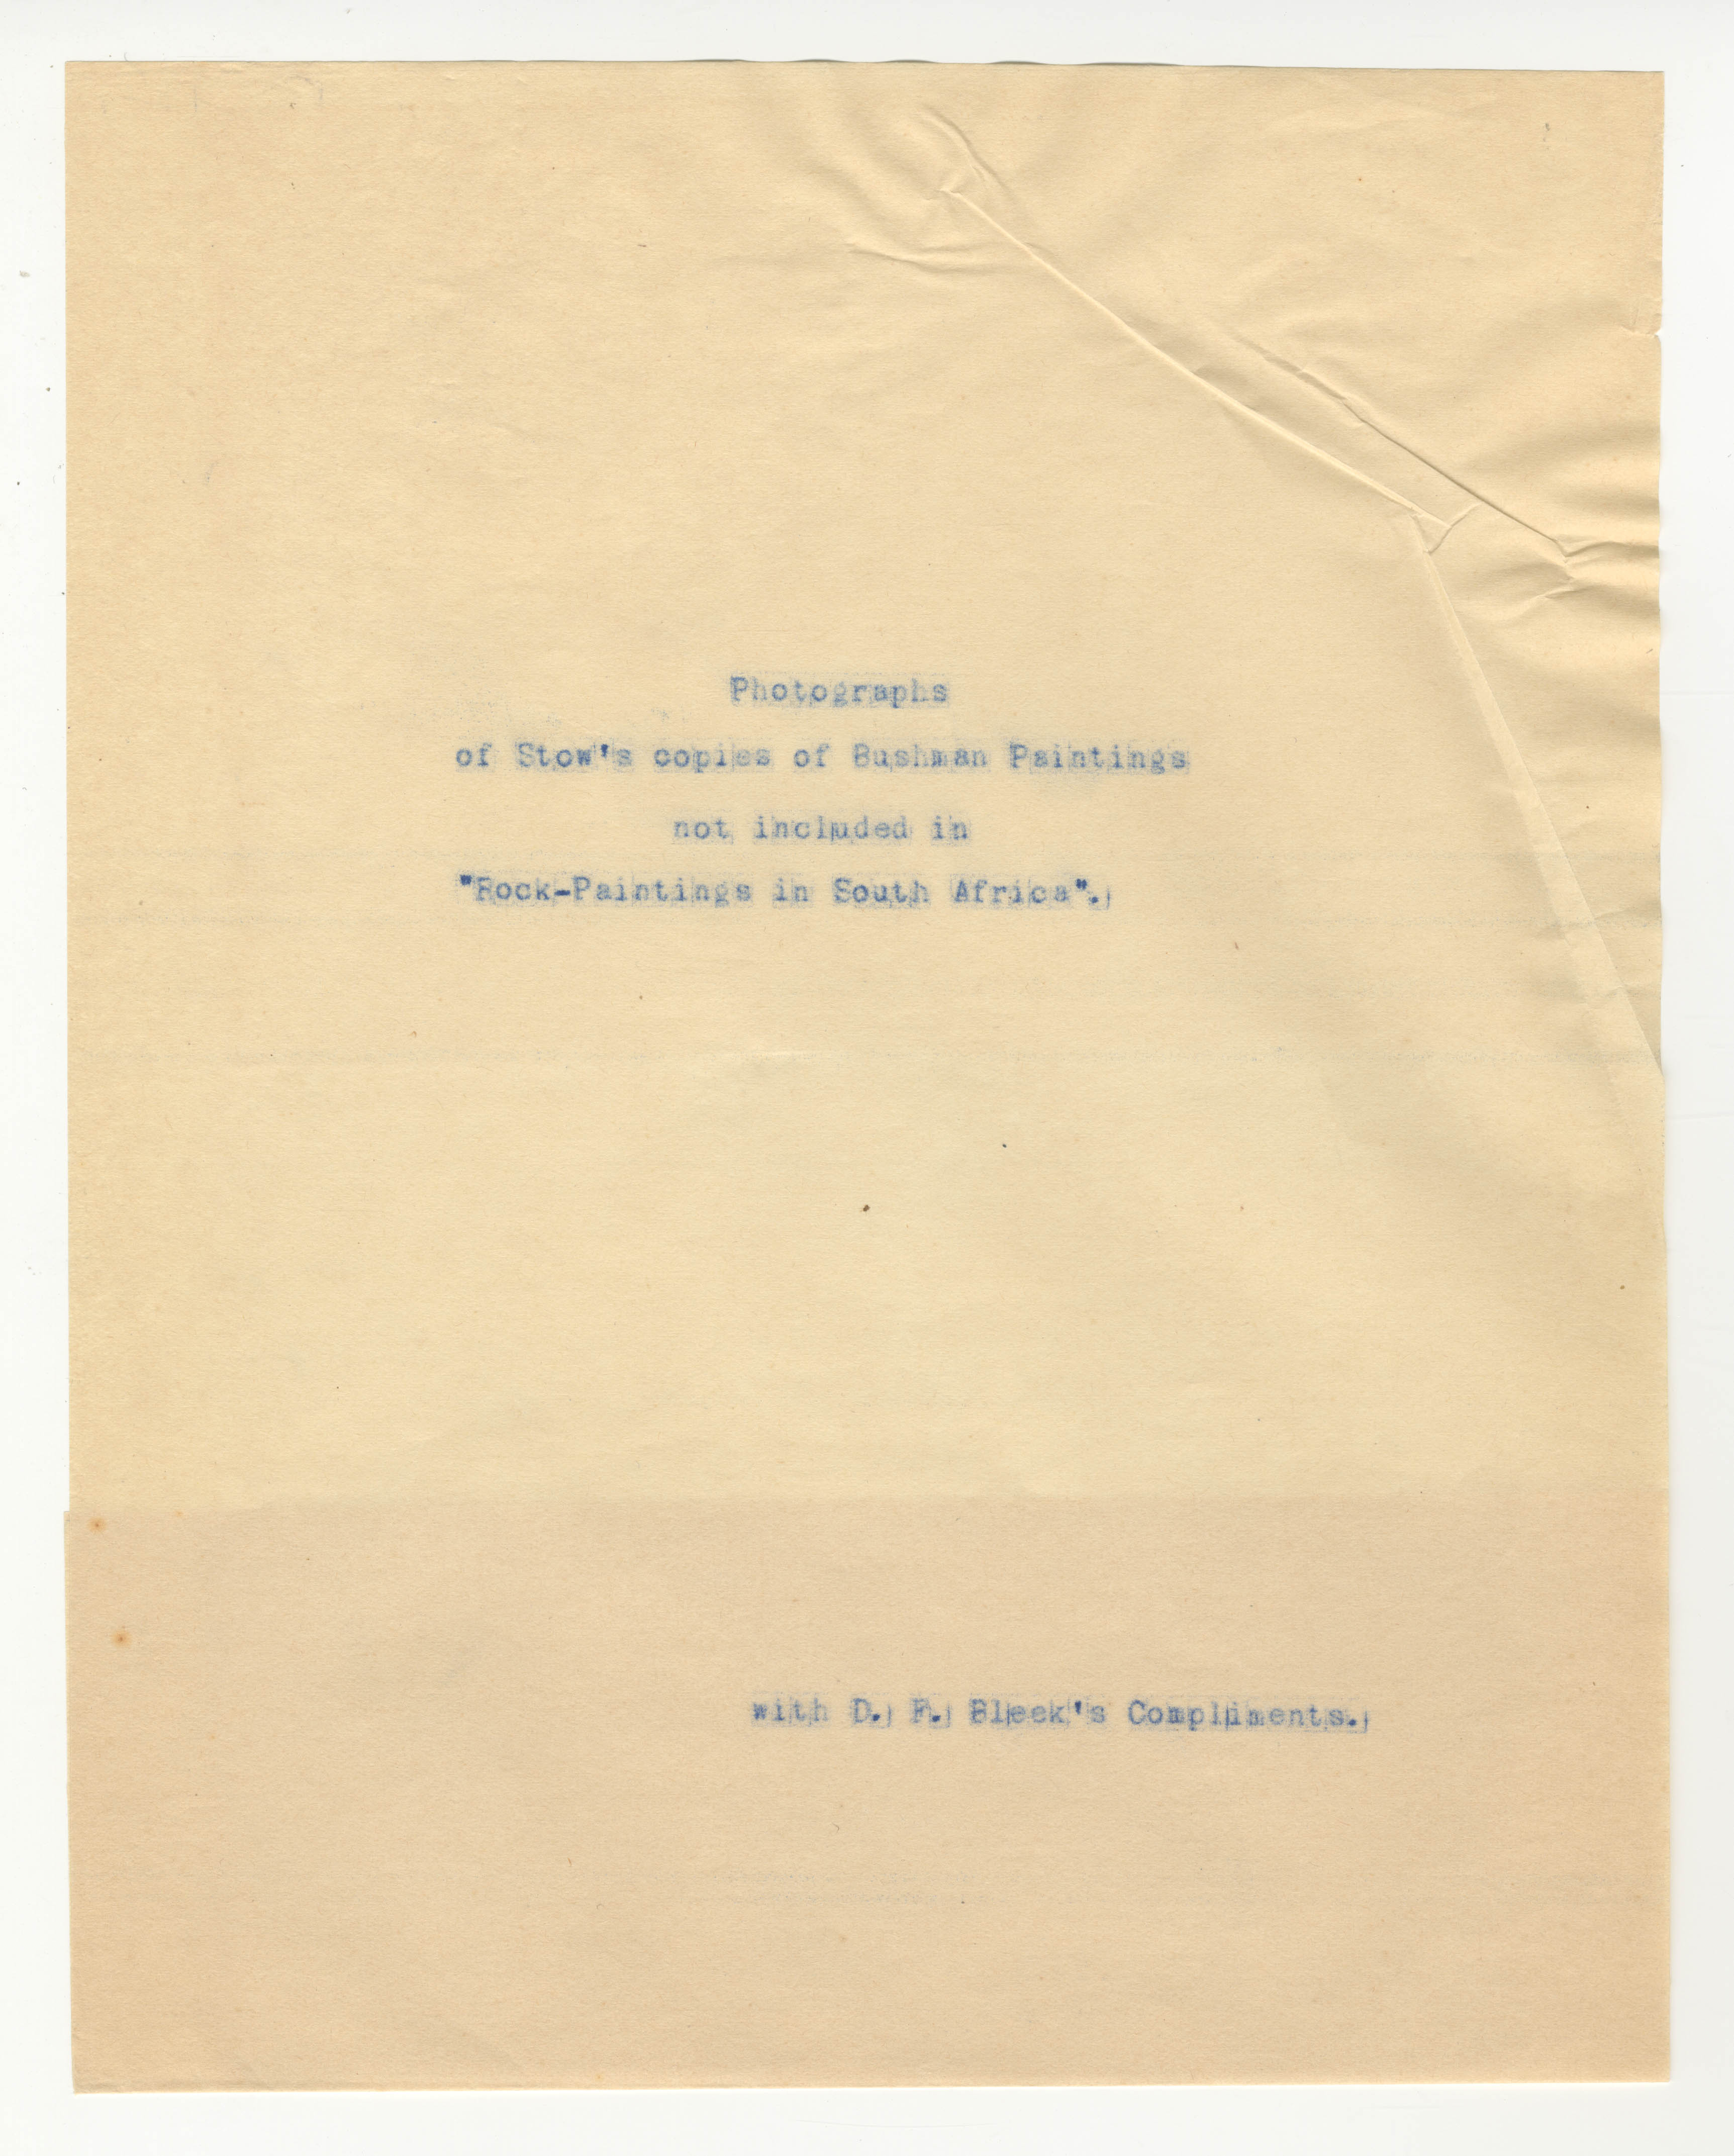 Photographs
of Stow's copies of Bushman Paintings
not included in
"Rock-Paintings in South Africa".
with D. F. Bleek's Compliments.